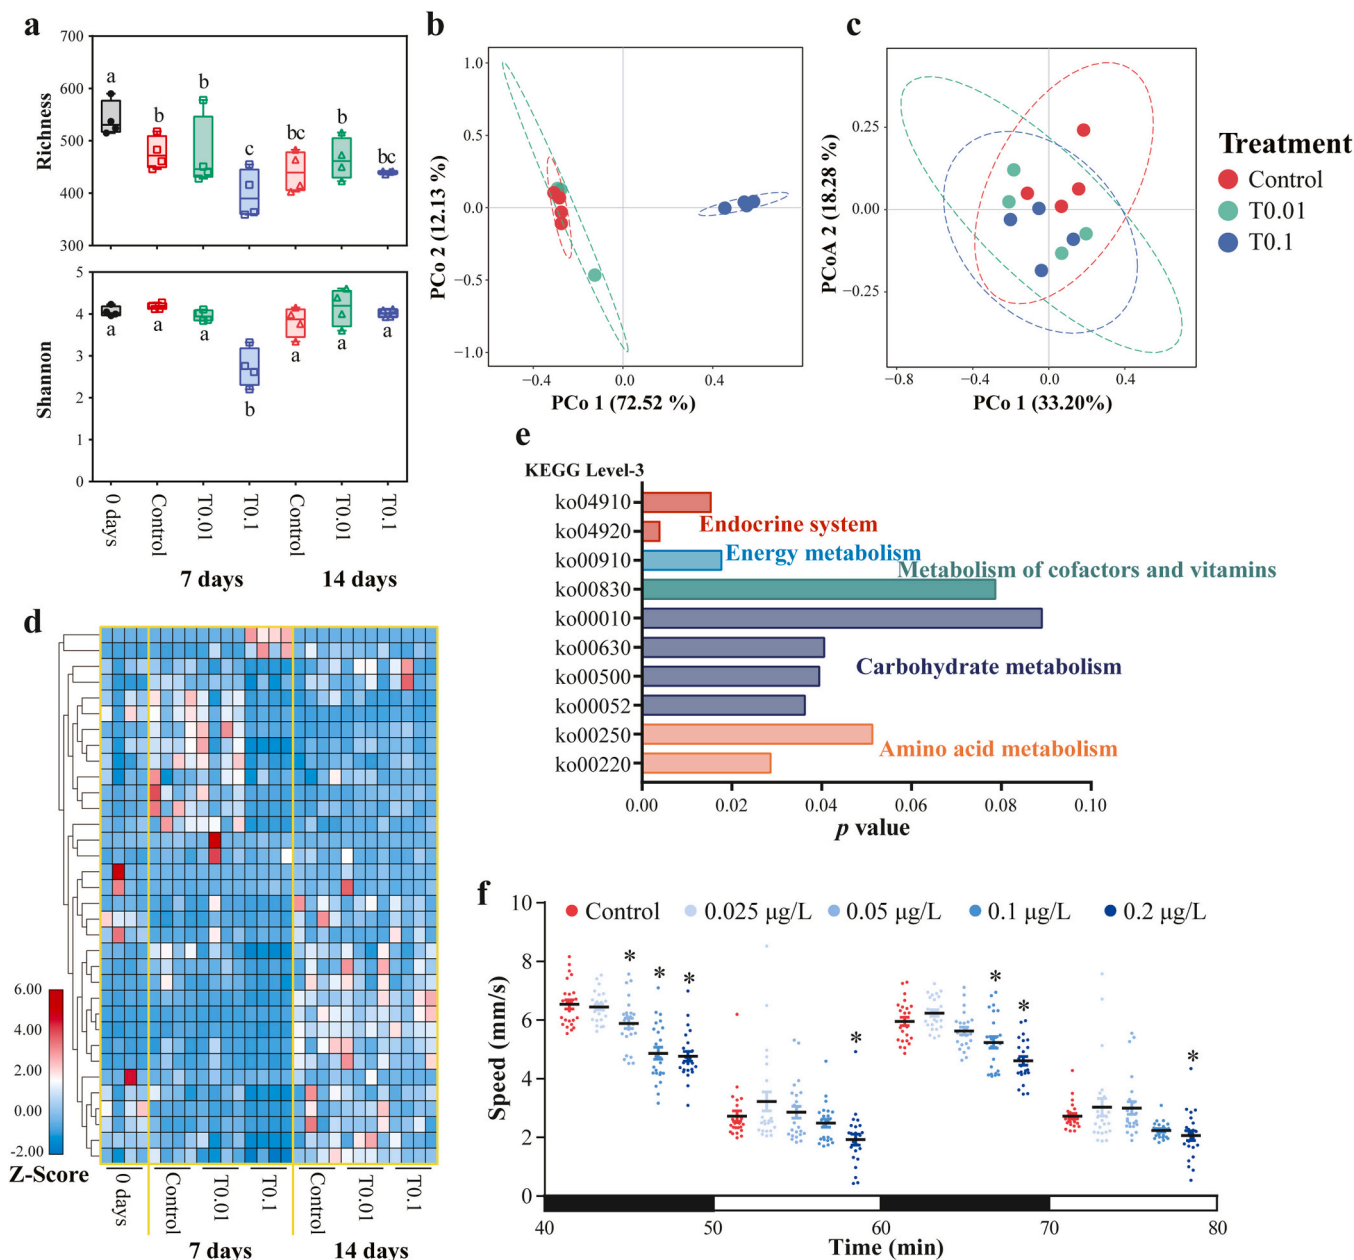 a
700
600
500
400
300
Richness
a
b
b
c
bc
b
bc
5
4
3
2
1
0
Shannon
a
a
a
b
a
a
a
0 days
Control
T0.01
T0.1
Control
T0.01
T0.1
7 days
14 days
b
1.0
0.5
0.0
−0.5
−1.0
PCo 2 (12.13 %)
−0.4
0.0
0.4
PCo 1 (72.52 %)
c
0.25
0.00
−0.25
PCoA 2 (18.28 %)
−0.8
−0.4
0.0
0.4
PCo 1 (33.20%)
Treatment
Control
T0.01
T0.1
d
6.00
4.00
2.00
0.00
-2.00
Z-Score
0 days
Control
T0.01
T0.1
Control
T0.01
T0.1
7 days
14 days
e
KEGG Level-3
ko04910
ko04920
ko00910
ko00830
ko00010
ko00630
ko00500
ko00052
ko00250
ko00220
Endocrine system
Energy metabolism
Metabolism of cofactors and vitamins
Carbohydrate metabolism
Amino acid metabolism
0.00
0.02
0.04
0.06
0.08
0.10
p value
f
Control
0.025 μg/L
0.05 μg/L
0.1 μg/L
0.2 μg/L
10
8
6
4
2
0
Speed (mm/s)
* * *
*
* *
*
40
50
60
70
80
Time (min)